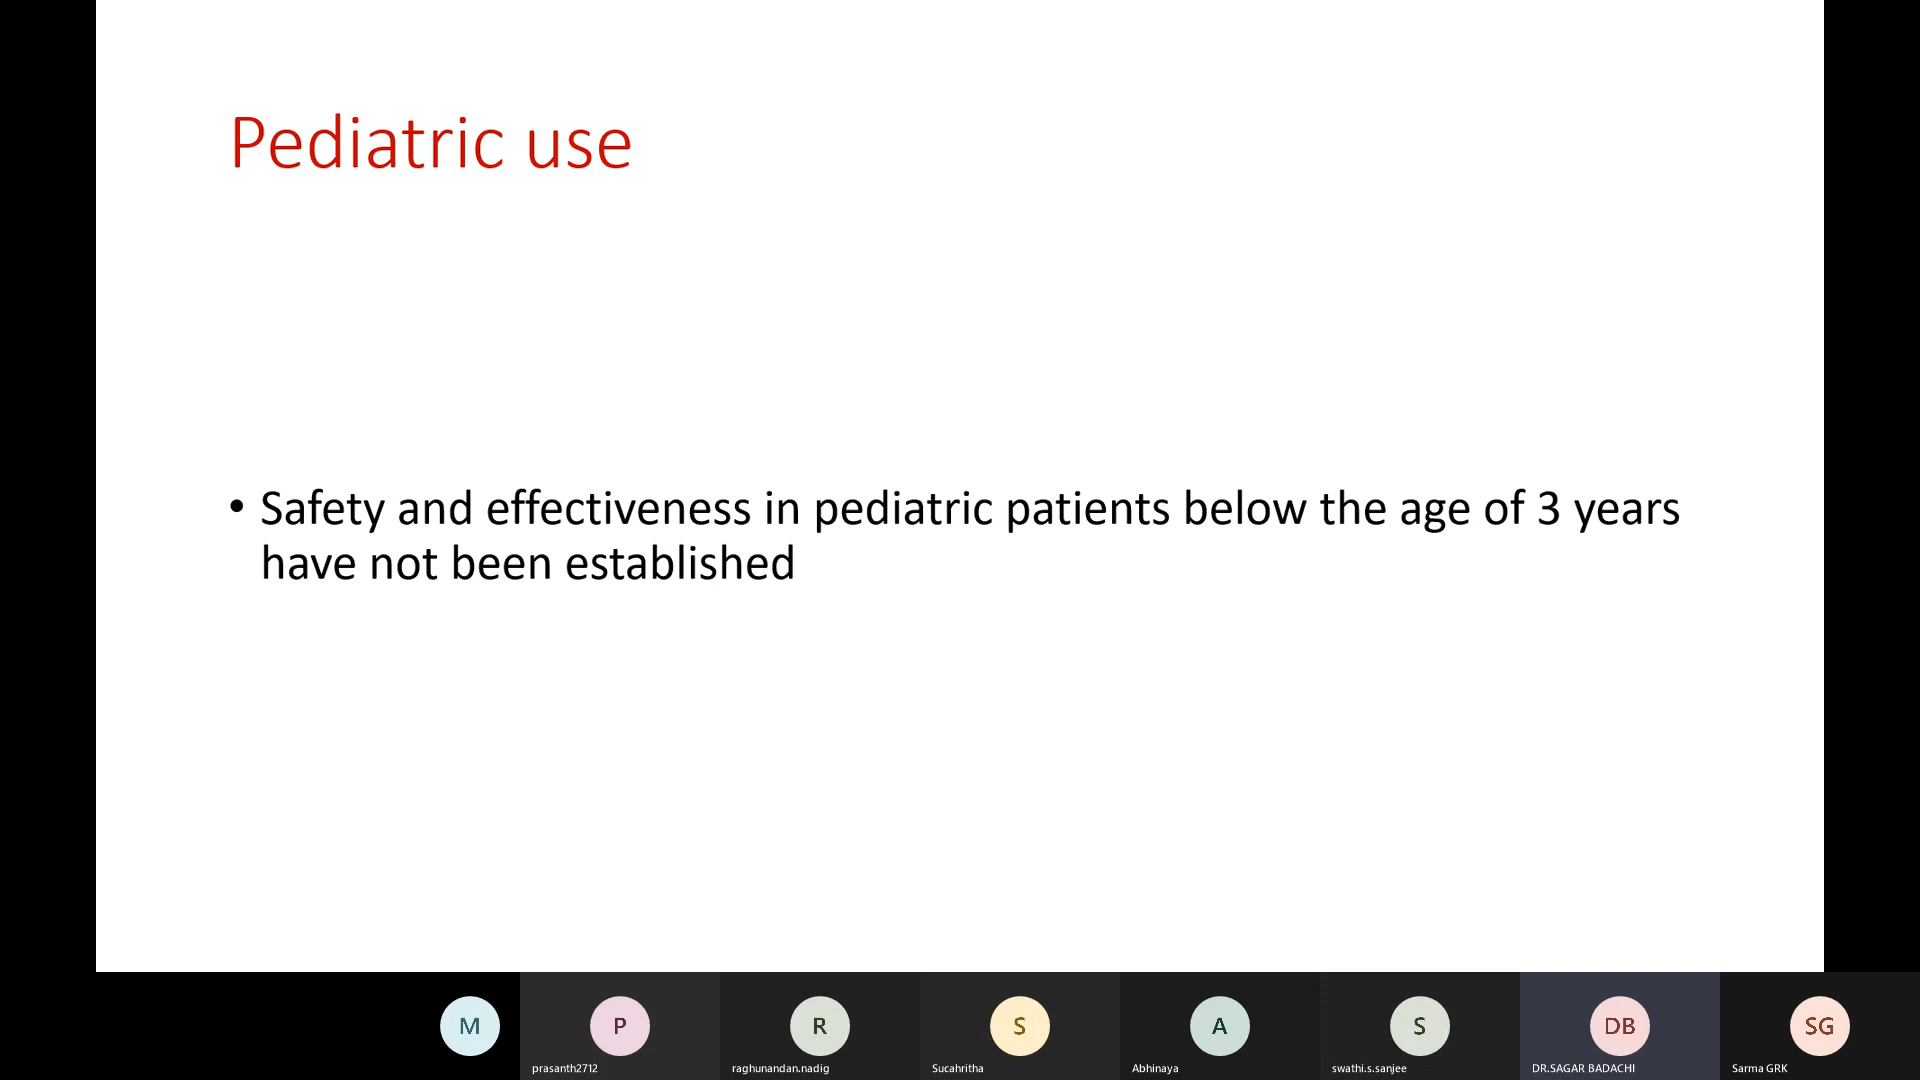 Pediatric use
• Safety and effectiveness in pediatric patients below the age of 3 years
have not been established
M
P
R
S
A
S
DB
SG
prasanth2712
raghunandan.nadig
Sucahritha
Abhinaya
swathi.s.sanjee
DR.SAGAR BADACHI
Sarma GRK